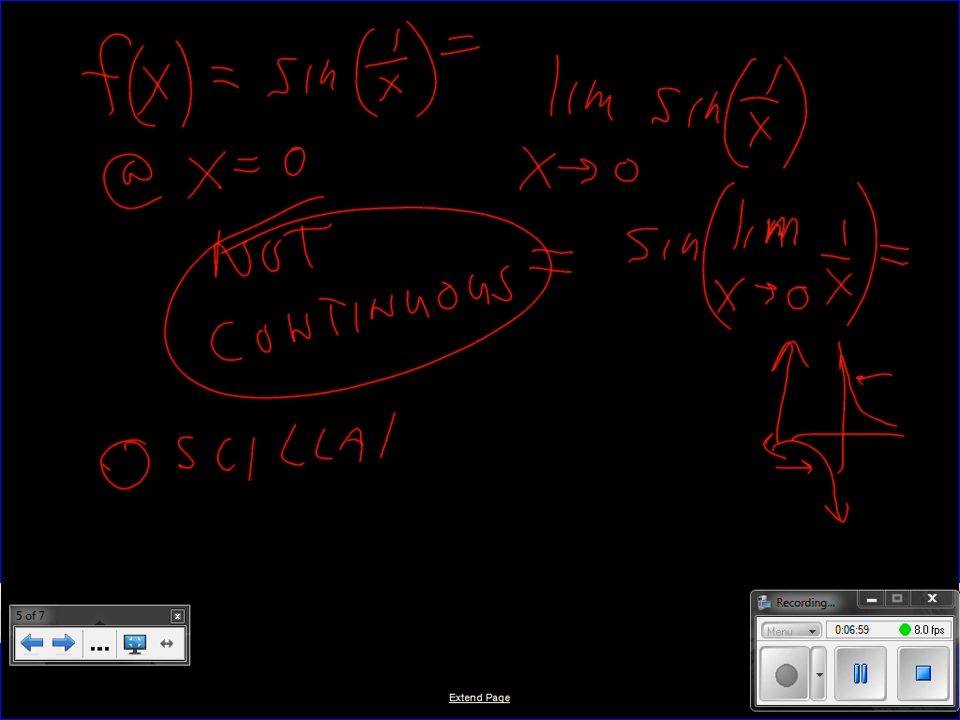 f(x) = sin(1/x) =
@ x = 0
NOT
CONTINUOUS
OSCILLAT
lim sin(1/x)
x→0
= sin(lim 1/x) =
x→0
5 of 7
...
Recording...
Menu
0:06:59
8.0 fps
Extend Page